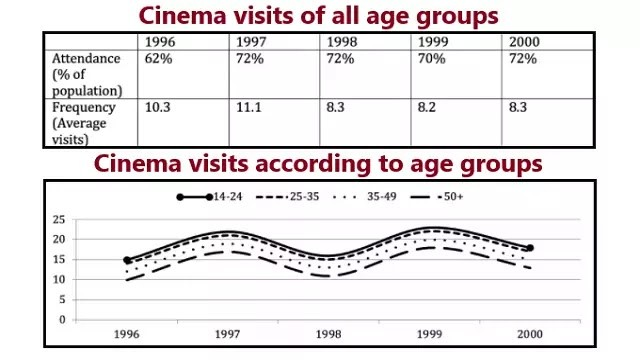 Cinema visits of all age groups
1996 1997 1998 1999 2000
Attendance 62% 72% 72% 70% 72%
(% of
population)
Frequency 10.3 11.1 8.3 8.2 8.3
(Average
visits)
Cinema visits according to age groups
14-24 25-35 35-49 50+
25
20
15
10
5
0
1996 1997 1998 1999 2000